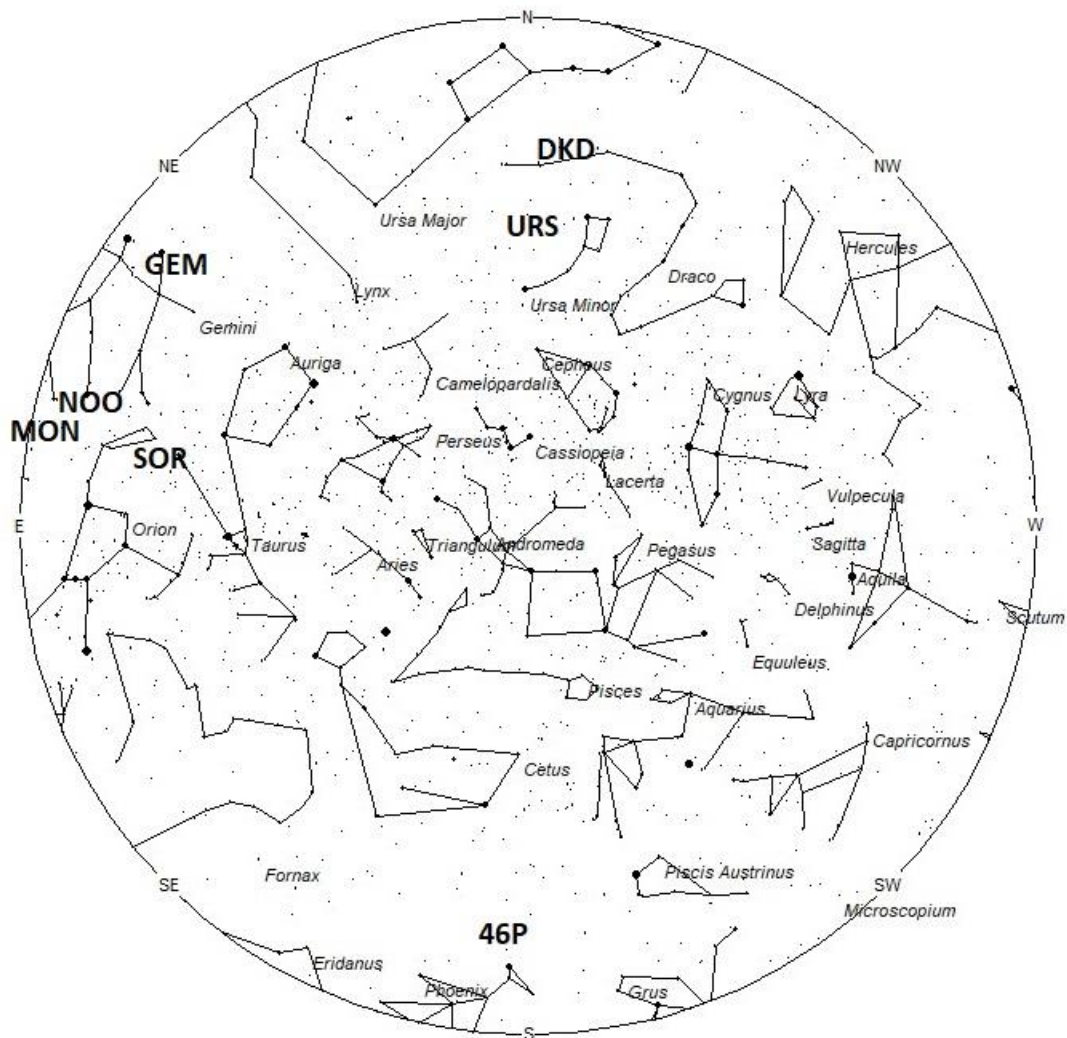 N
DKD
NE
NW
Ursa Major
URS
Hercules
GEM
Draco
Lynx
Ursa Minor
Gemini
Auriga
Cepheus
Camelopardalis
Cygnus
Lyra
NOO
MON
Perseus
Cassiopeia
SOR
Lacerta
Vulpecula
E
Orion
W
Taurus
Triangulum
Andromeda
Pegasus
Sagitta
Aries
Aquila
Delphinus
Scutum
Equuleus
Pisces
Aquarius
Capricornus
Cetus
Fornax
Piscis Austrinus
SE
SW
Microscopium
46P
Eridanus
Phoenix
Grus
S